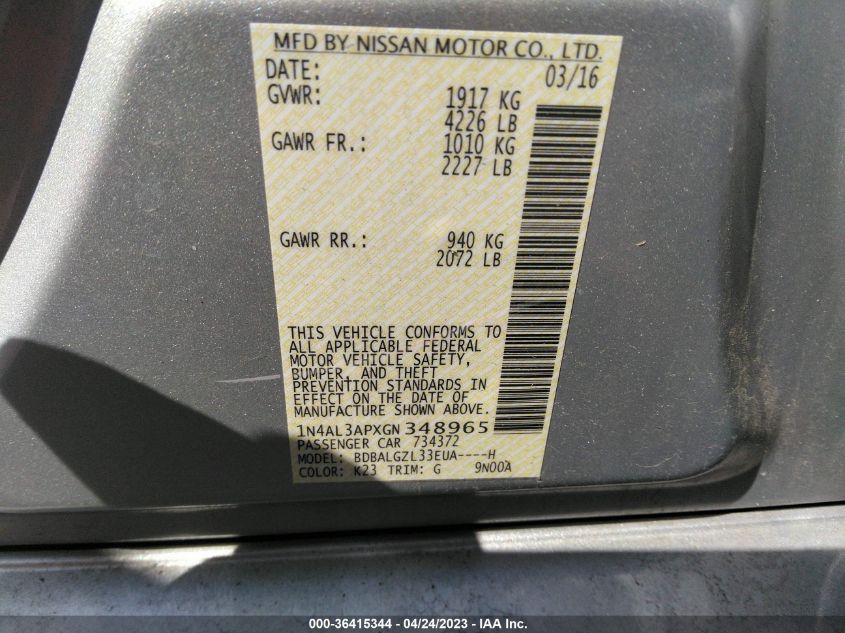 MFD BY NISSAN MOTOR CO., LTD.
DATE: 03/16
GVWR: 1917 KG
4226 LB
GAWR FR.: 1010 KG
2227 LB
GAWR RR.: 940 KG
2072 LB
THIS VEHICLE CONFORMS TO
ALL APPLICABLE FEDERAL
MOTOR VEHICLE SAFETY,
BUMPER, AND THEFT
PREVENTION STANDARDS IN
EFFECT ON THE DATE OF
MANUFACTURE SHOWN ABOVE.
1N4AL3APXGN348965
PASSENGER CAR 734372
MODEL: BDBALGZL33EUA----H
COLOR: K23 TRIM: G 9N00A
000-36415344 - 04/24/2023 - IAA Inc.